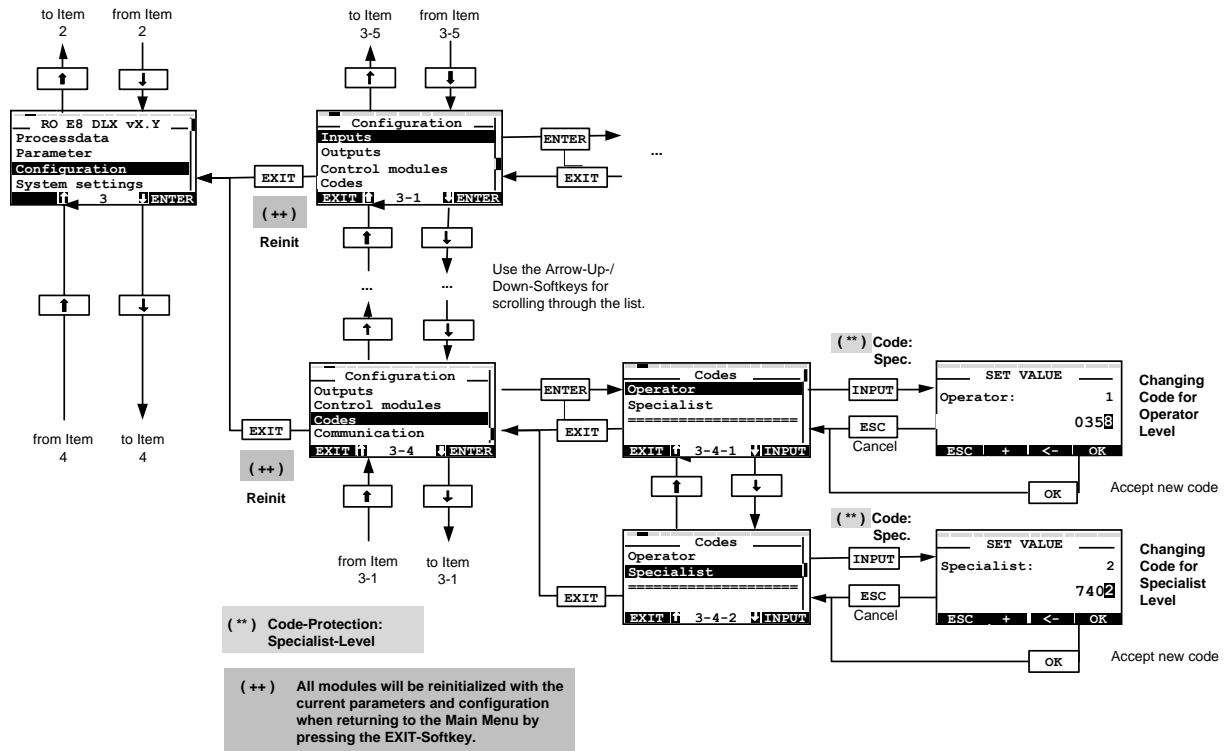 to Item
2
from Item
2
to Item
3-5
from Item
3-5
⬆
⬇
⬆
⬇
RO E8 DLX vX.Y
Processdata
Parameter
Configuration
System settings
⬆ 3 ⬇ ENTER
EXIT
( ++ )
Reinit
Configuration
Inputs
Outputs
Control modules
Codes
EXIT ⬆ 3-1 ⬇ ENTER
ENTER
EXIT
...
⬆
⬇
...
...
Use the Arrow-Up-/
Down-Softkeys for
scrolling through the list.
⬆
⬇
⬆
⬇
from Item
4
to Item
4
EXIT
( ++ )
Reinit
Configuration
Outputs
Control modules
Codes
Communication
EXIT ⬆ 3-4 ⬇ ENTER
ENTER
EXIT
⬆
⬇
from Item
3-1
to Item
3-1
Codes
Operator
Specialist
=====================
EXIT ⬆ 3-4-1 ⬇ INPUT
( ** ) Code:
Spec.
INPUT
ESC
Cancel
SET VALUE
Operator: 1
0358
ESC + <- OK
OK
Changing
Code for
Operator
Level
Accept new code
⬆
⬇
Codes
Operator
Specialist
=====================
EXIT ⬆ 3-4-2 ⬇ INPUT
EXIT
( ** ) Code:
Spec.
INPUT
ESC
Cancel
SET VALUE
Specialist: 2
7402
ESC + <- OK
OK
Changing
Code for
Specialist
Level
Accept new code
( ** ) Code-Protection:
Specialist-Level
( ++ ) All modules will be reinitialized with the
current parameters and configuration
when returning to the Main Menu by
pressing the EXIT-Softkey.